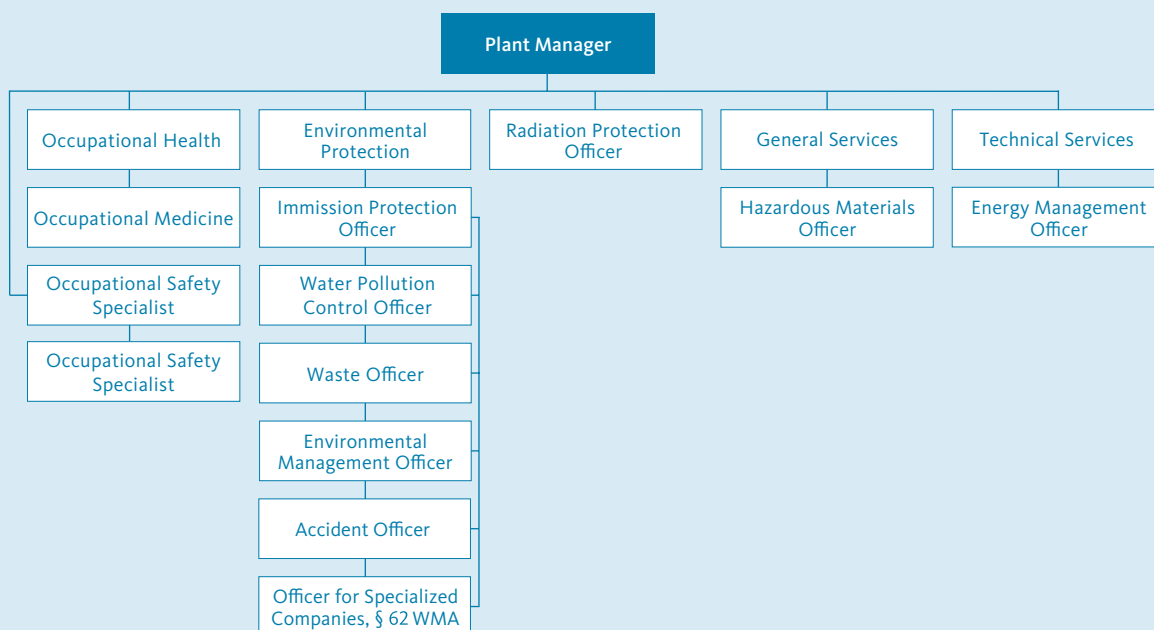 Plant Manager
Occupational Health
Environmental
Protection
Radiation Protection
Officer
General Services
Technical Services
Occupational Medicine
Immission Protection
Officer
Hazardous Materials
Officer
Energy Management
Officer
Occupational Safety
Specialist
Water Pollution
Control Officer
Occupational Safety
Specialist
Waste Officer
Environmental
Management Officer
Accident Officer
Officer for Specialized
Companies, § 62 WMA